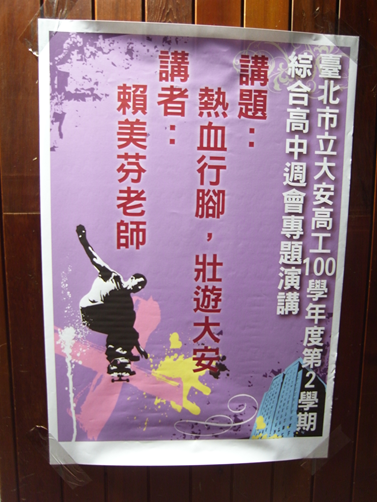 臺北市立大安高工100學年度第2學期
綜合高中週會專題演講
講題：
熱血行腳，壯遊大安
講者：
賴美芬老師